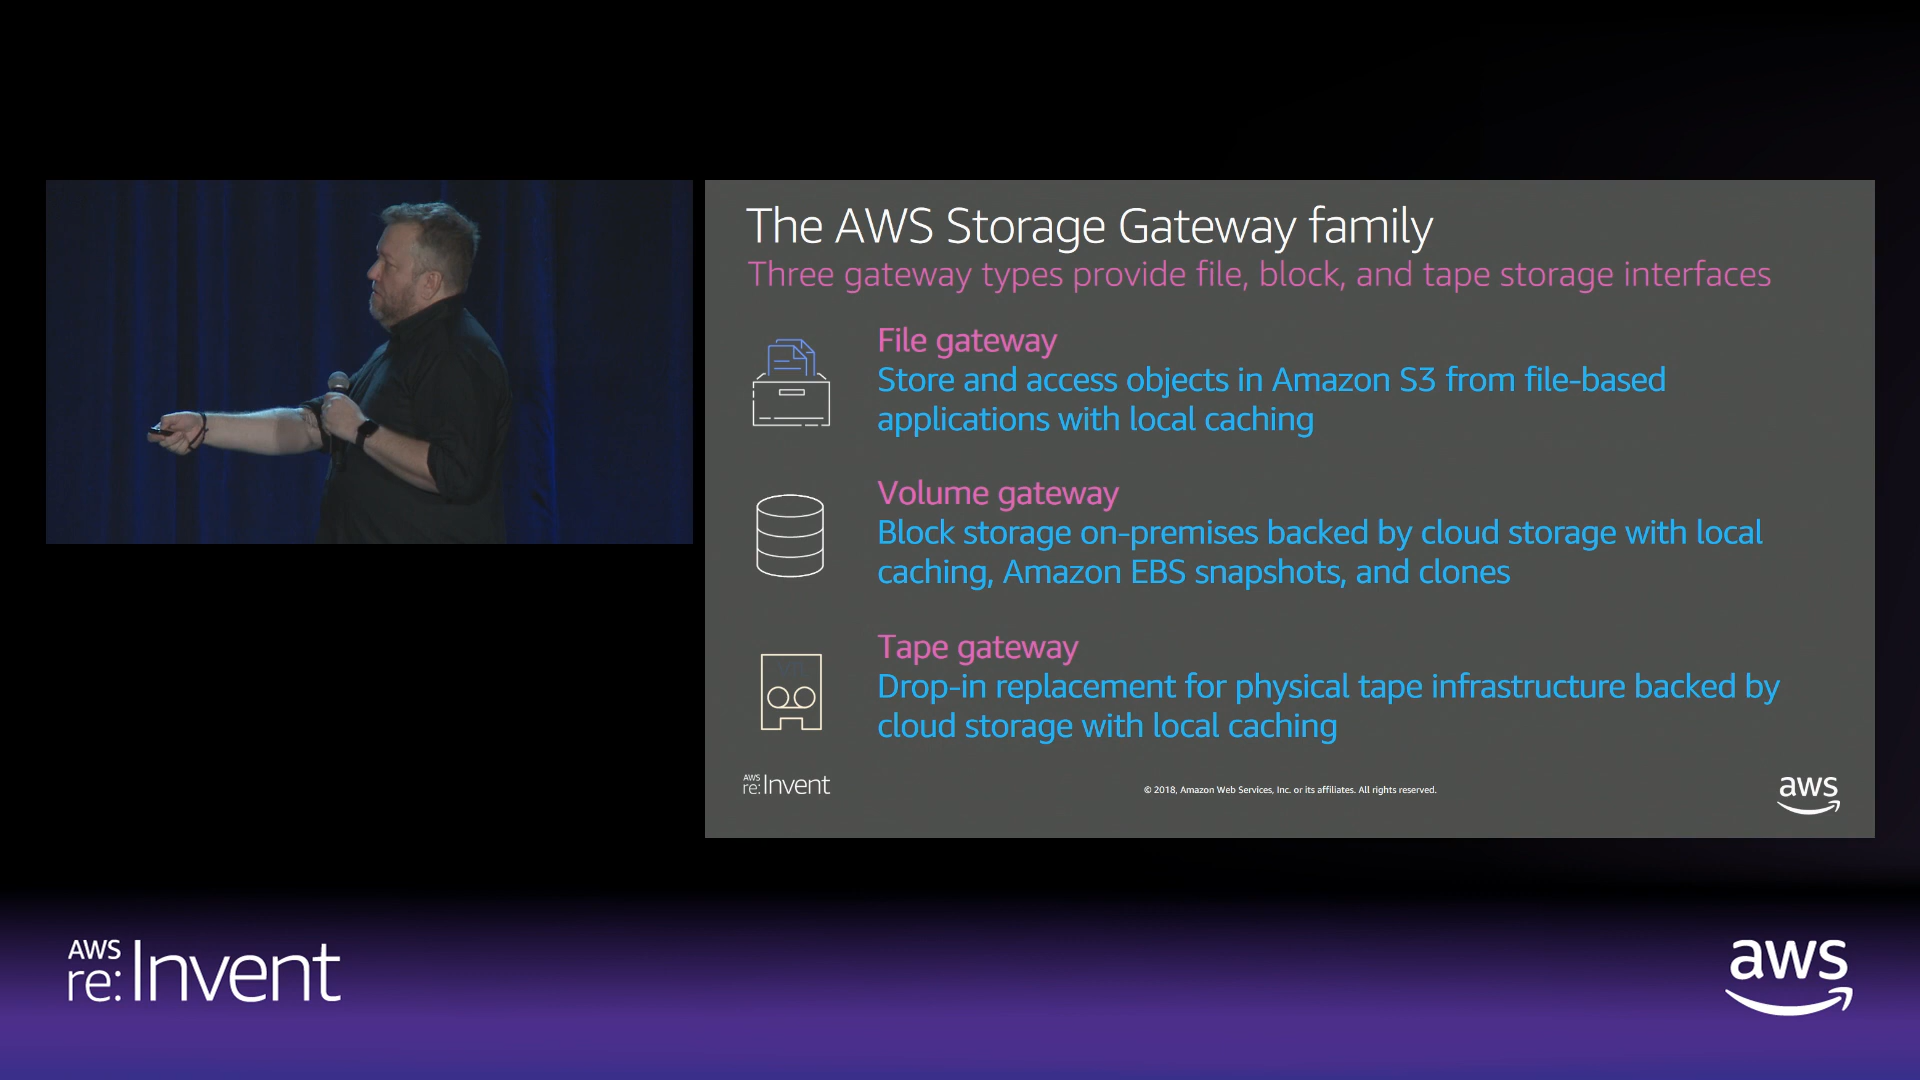 The AWS Storage Gateway family
Three gateway types provide file, block, and tape storage interfaces
File gateway
Store and access objects in Amazon S3 from file-based
applications with local caching
Volume gateway
Block storage on-premises backed by cloud storage with local
caching, Amazon EBS snapshots, and clones
Tape gateway
Drop-in replacement for physical tape infrastructure backed by
cloud storage with local caching
AWS
re:Invent
© 2018, Amazon Web Services, Inc. or its affiliates. All rights reserved.
aws
AWS
re:Invent
aws